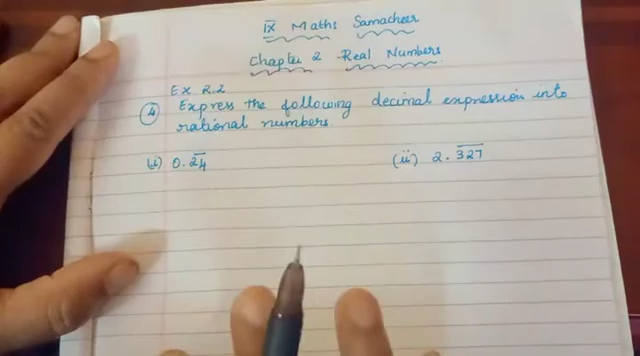 IX Maths Samacheer
Chapter 2 Real Numbers
Ex 2.2
④ Express the following decimal expression into
rational numbers.
(i) 0.2̅4̅ (ii) 2.3̅2̅7̅